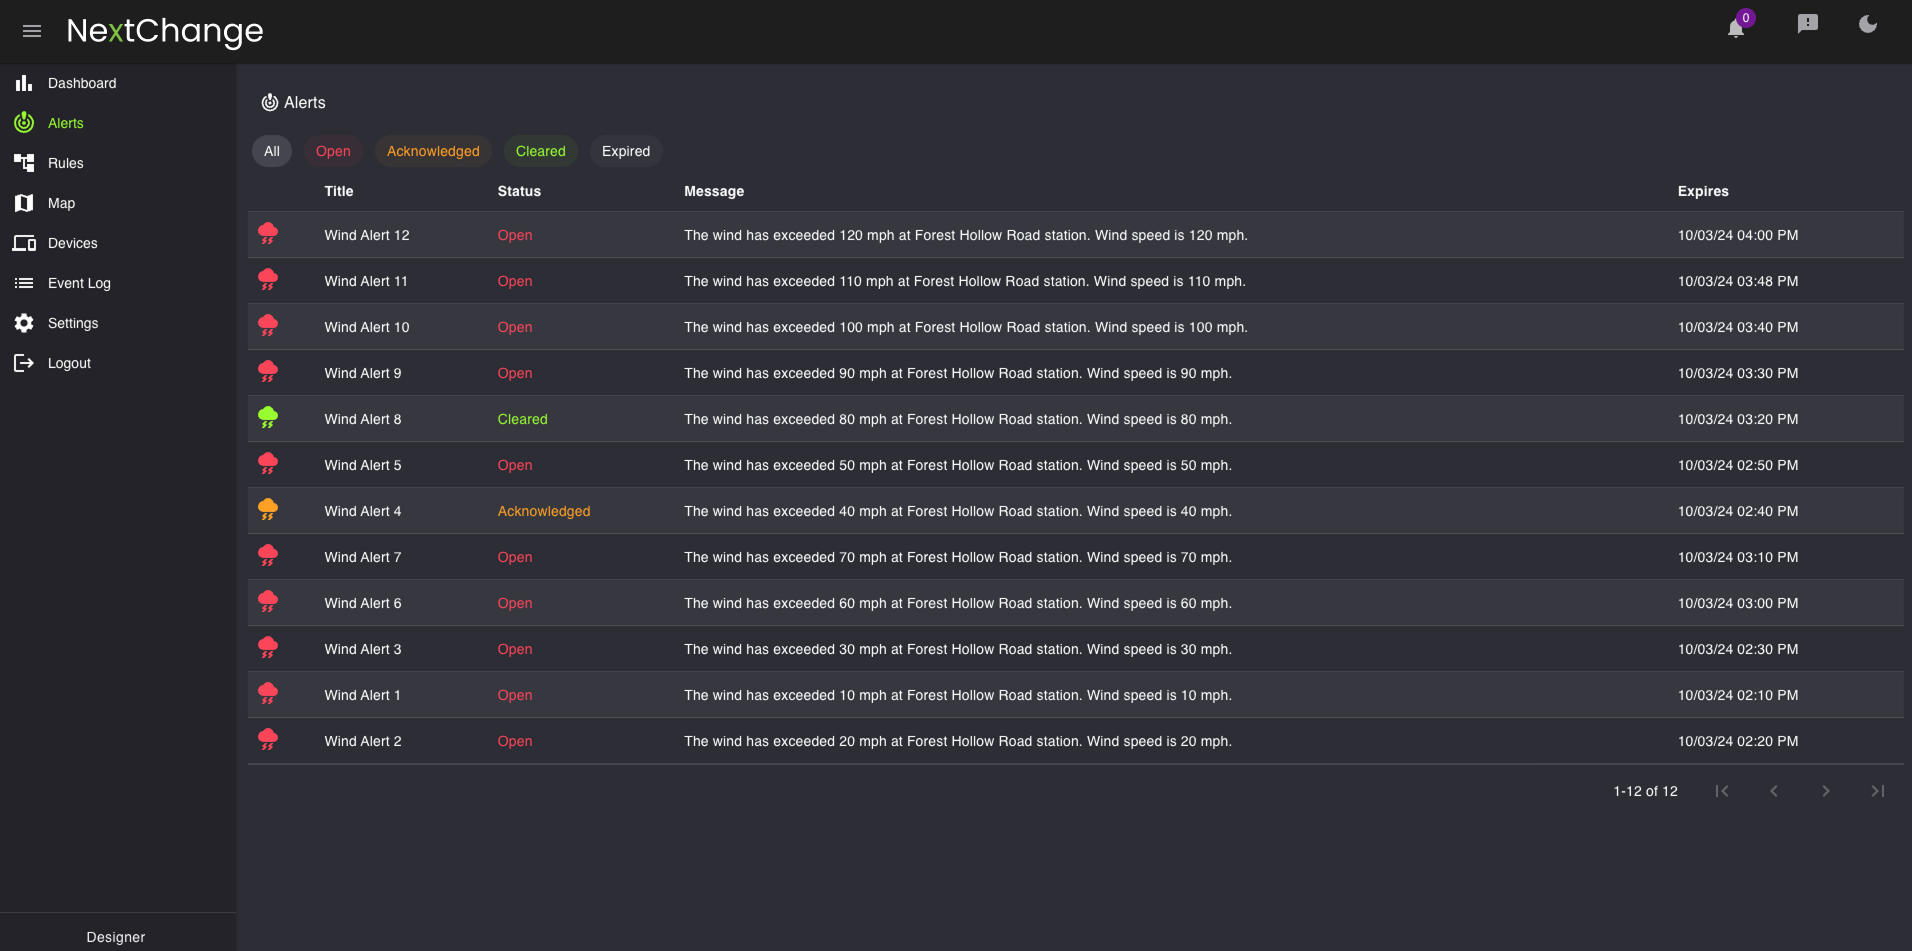 NextChange
0
Dashboard
Alerts
Rules
Map
Devices
Event Log
Settings
Logout
Designer
Alerts
All Open Acknowledged Cleared Expired
Title Status Message Expires
Wind Alert 12 Open The wind has exceeded 120 mph at Forest Hollow Road station. Wind speed is 120 mph. 10/03/24 04:00 PM
Wind Alert 11 Open The wind has exceeded 110 mph at Forest Hollow Road station. Wind speed is 110 mph. 10/03/24 03:48 PM
Wind Alert 10 Open The wind has exceeded 100 mph at Forest Hollow Road station. Wind speed is 100 mph. 10/03/24 03:40 PM
Wind Alert 9 Open The wind has exceeded 90 mph at Forest Hollow Road station. Wind speed is 90 mph. 10/03/24 03:30 PM
Wind Alert 8 Cleared The wind has exceeded 80 mph at Forest Hollow Road station. Wind speed is 80 mph. 10/03/24 03:20 PM
Wind Alert 5 Open The wind has exceeded 50 mph at Forest Hollow Road station. Wind speed is 50 mph. 10/03/24 02:50 PM
Wind Alert 4 Acknowledged The wind has exceeded 40 mph at Forest Hollow Road station. Wind speed is 40 mph. 10/03/24 02:40 PM
Wind Alert 7 Open The wind has exceeded 70 mph at Forest Hollow Road station. Wind speed is 70 mph. 10/03/24 03:10 PM
Wind Alert 6 Open The wind has exceeded 60 mph at Forest Hollow Road station. Wind speed is 60 mph. 10/03/24 03:00 PM
Wind Alert 3 Open The wind has exceeded 30 mph at Forest Hollow Road station. Wind speed is 30 mph. 10/03/24 02:30 PM
Wind Alert 1 Open The wind has exceeded 10 mph at Forest Hollow Road station. Wind speed is 10 mph. 10/03/24 02:10 PM
Wind Alert 2 Open The wind has exceeded 20 mph at Forest Hollow Road station. Wind speed is 20 mph. 10/03/24 02:20 PM
1-12 of 12